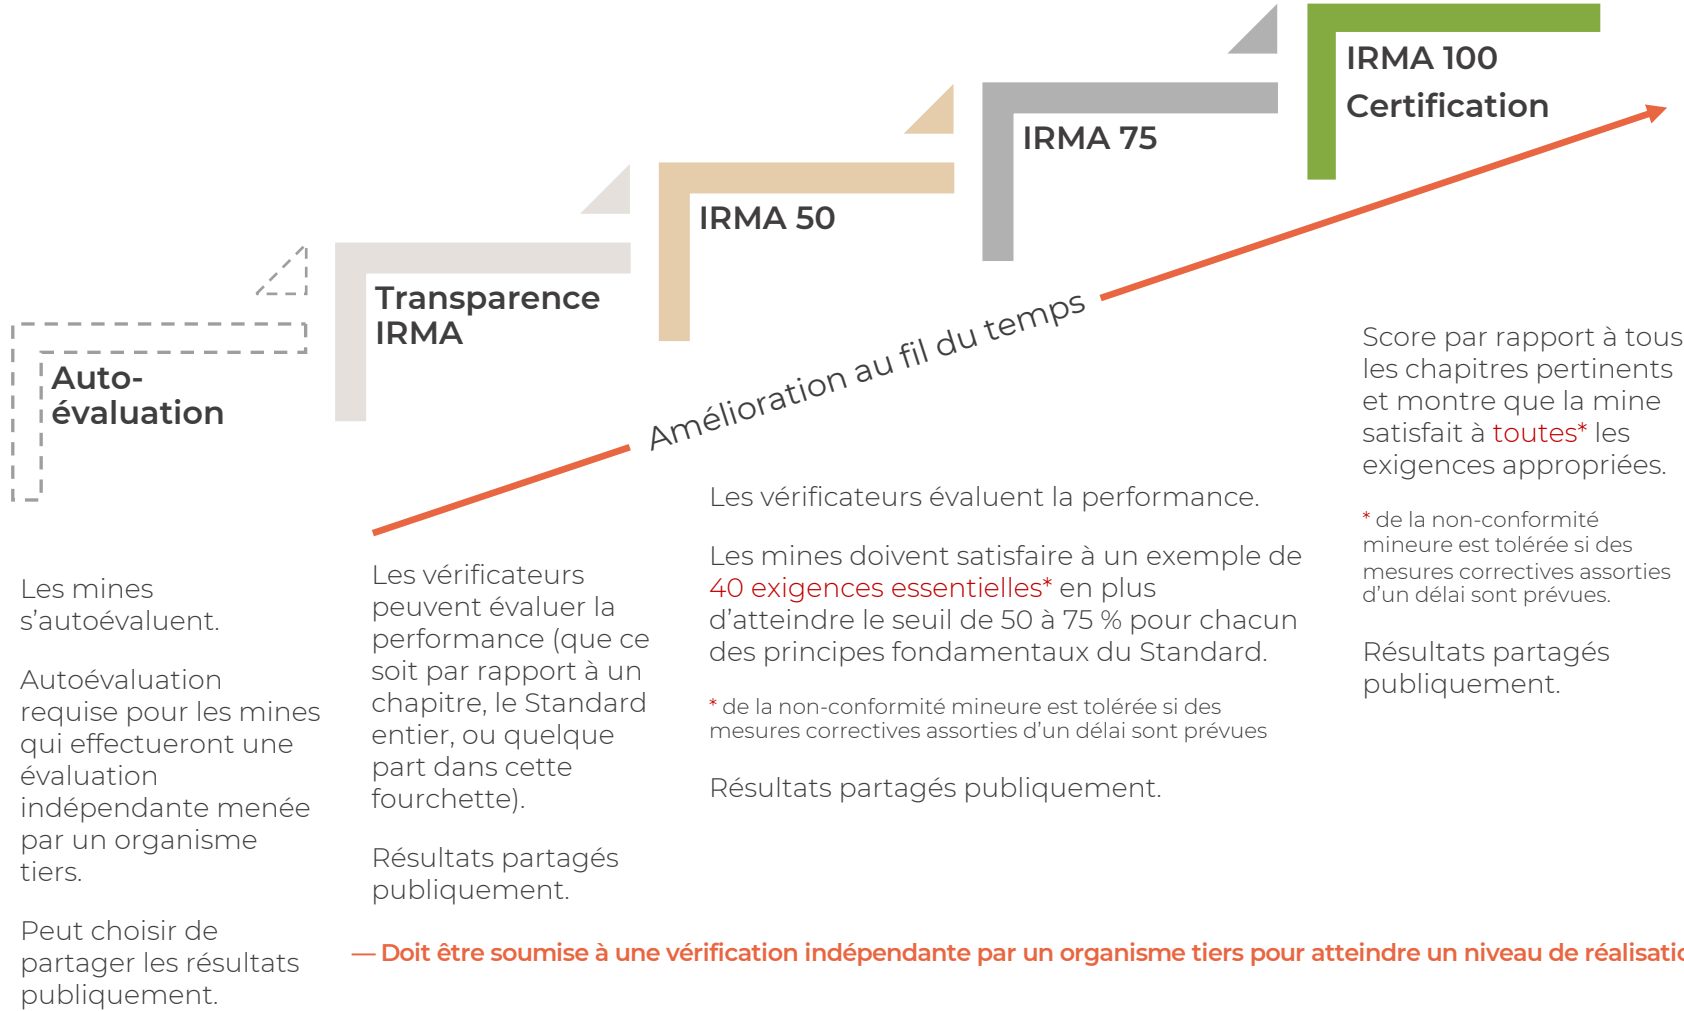 IRMA 100
Certification
IRMA 75
IRMA 50
Transparence
IRMA
Auto-
évaluation
Amélioration au fil du temps
Les mines
s’autoévaluent.
Autoévaluation
requise pour les mines
qui effectueront une
évaluation
indépendante menée
par un organisme
tiers.
Peut choisir de
partager les résultats
publiquement.
Les vérificateurs
peuvent évaluer la
performance (que ce
soit par rapport à un
chapitre, le Standard
entier, ou quelque
part dans cette
fourchette).
Résultats partagés
publiquement.
Les vérificateurs évaluent la performance.
Les mines doivent satisfaire à un exemple de
40 exigences essentielles* en plus
d’atteindre le seuil de 50 à 75 % pour chacun
des principes fondamentaux du Standard.
* de la non-conformité mineure est tolérée si des
mesures correctives assorties d’un délai sont prévues
Résultats partagés publiquement.
Score par rapport à tous
les chapitres pertinents
et montre que la mine
satisfait à toutes* les
exigences appropriées.
* de la non-conformité
mineure est tolérée si des
mesures correctives assorties
d’un délai sont prévues.
Résultats partagés
publiquement.
— Doit être soumise à une vérification indépendante par un organisme tiers pour atteindre un niveau de réalisatio